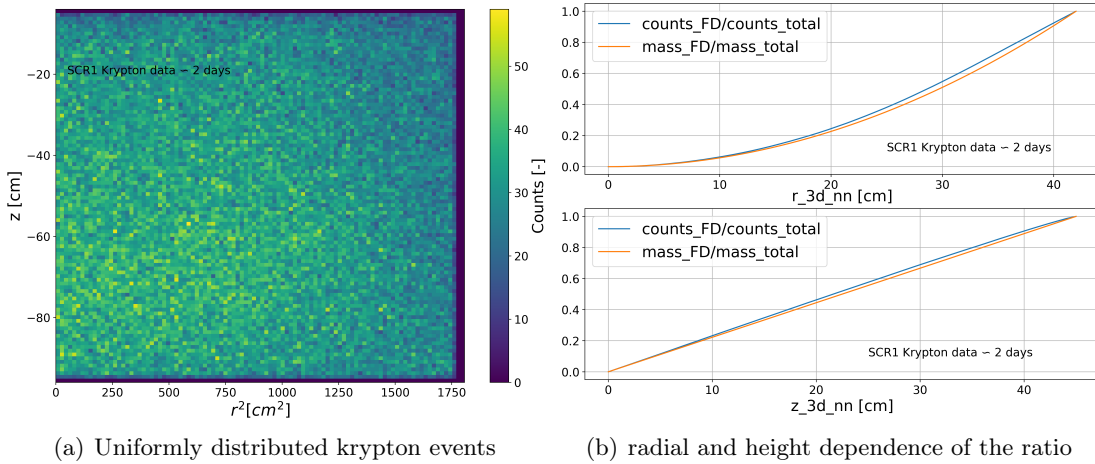 SCR1 Krypton data ~ 2 days
−20
−40
−60
−80
z [cm]
0
250
500
750
1000
1250
1500
1750
r²[cm²]
50
40
30
20
10
0
Counts [-]
counts_FD/counts_total
mass_FD/mass_total
SCR1 Krypton data ~ 2 days
1.0
0.8
0.6
0.4
0.2
0.0
0
10
20
30
40
r_3d_nn [cm]
counts_FD/counts_total
mass_FD/mass_total
SCR1 Krypton data ~ 2 days
1.0
0.8
0.6
0.4
0.2
0.0
0
10
20
30
40
z_3d_nn [cm]
(a) Uniformly distributed krypton events
(b) radial and height dependence of the ratio